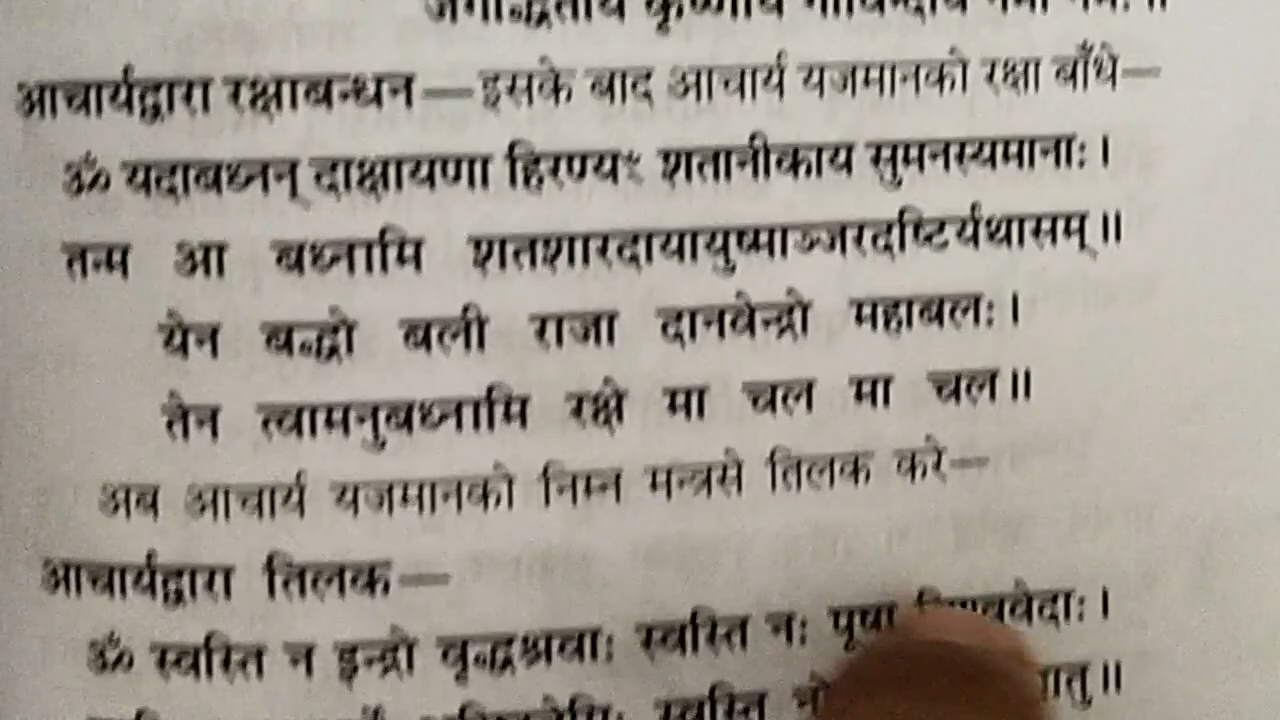 कृष्णाय
आचार्यद्वारा रक्षाबन्धन—इसके बाद आचार्य यजमानको रक्षा बाँधे—
ॐ यदाबध्नन् दाक्षायणा हिरण्यꣳ शतानीकाय सुमनस्यमानाः।
तन्म आ बध्नामि शतशारदायायुष्माञ्जरदष्टिर्यथासम्॥
येन बद्धो बली राजा दानवेन्द्रो महाबलः।
तेन त्वामनुबध्नामि रक्षे मा चल मा चल॥
अब आचार्य यजमानको निम्न मन्त्रसे तिलक करे—
आचार्यद्वारा तिलक—
ॐ स्वस्ति न इन्द्रो वृद्धश्रवाः स्वस्ति नः पूषा
स्वस्ति